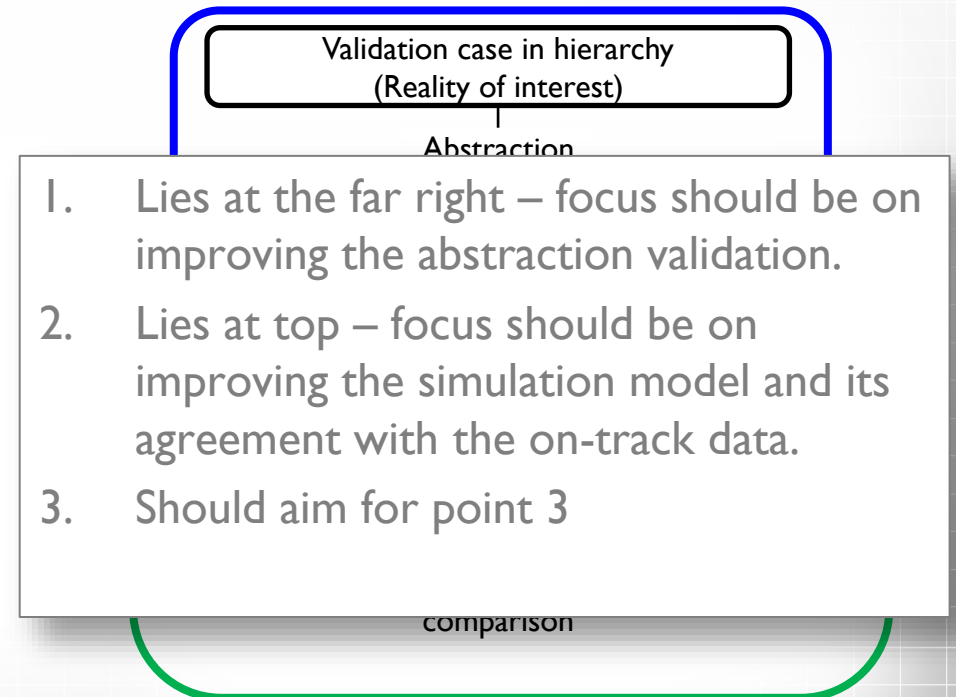 Validation case in hierarchy
(Reality of interest)
Abstraction
1. Lies at the far right – focus should be on
improving the abstraction validation.
2. Lies at top – focus should be on
improving the simulation model and its
agreement with the on-track data.
3. Should aim for point 3
comparison